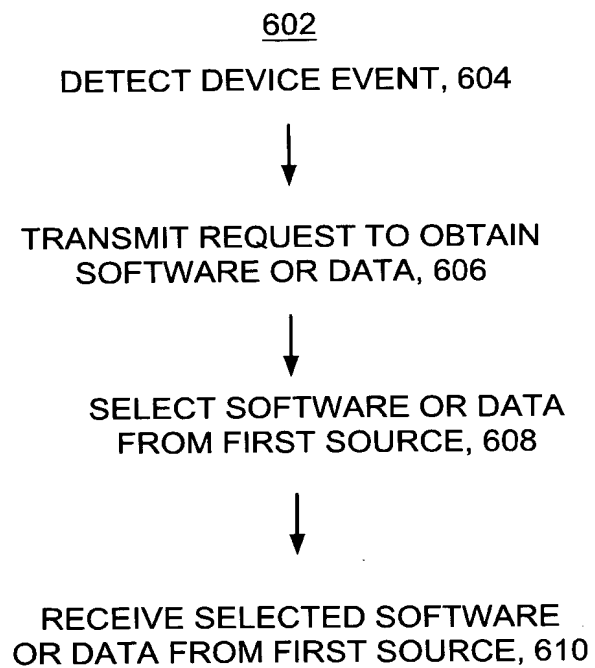 602
DETECT DEVICE EVENT, 604
TRANSMIT REQUEST TO OBTAIN
SOFTWARE OR DATA, 606
SELECT SOFTWARE OR DATA
FROM FIRST SOURCE, 608
RECEIVE SELECTED SOFTWARE
OR DATA FROM FIRST SOURCE, 610